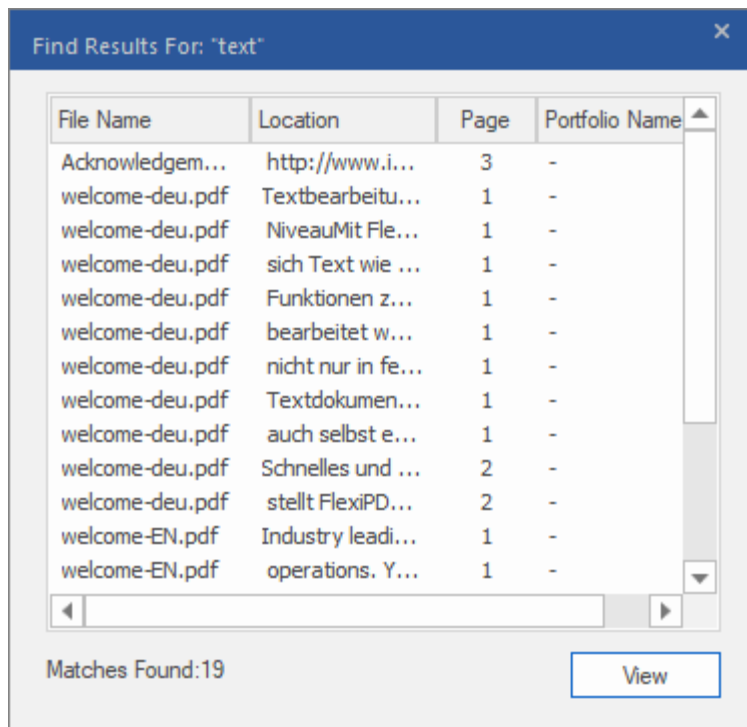 Find Results For: "text"
File Name Location Page Portfolio Name
Acknowledgem... http://www.i... 3 -
welcome-deu.pdf Textbearbeitu... 1 -
welcome-deu.pdf NiveauMit Fle... 1 -
welcome-deu.pdf sich Text wie ... 1 -
welcome-deu.pdf Funktionen z... 1 -
welcome-deu.pdf bearbeitet w... 1 -
welcome-deu.pdf nicht nur in fe... 1 -
welcome-deu.pdf Textdokumen... 1 -
welcome-deu.pdf auch selbst e... 1 -
welcome-deu.pdf Schnelles und ... 2 -
welcome-deu.pdf stellt FlexiPD... 2 -
welcome-EN.pdf Industry leadi... 1 -
welcome-EN.pdf operations. Y... 1 -
Matches Found:19
View